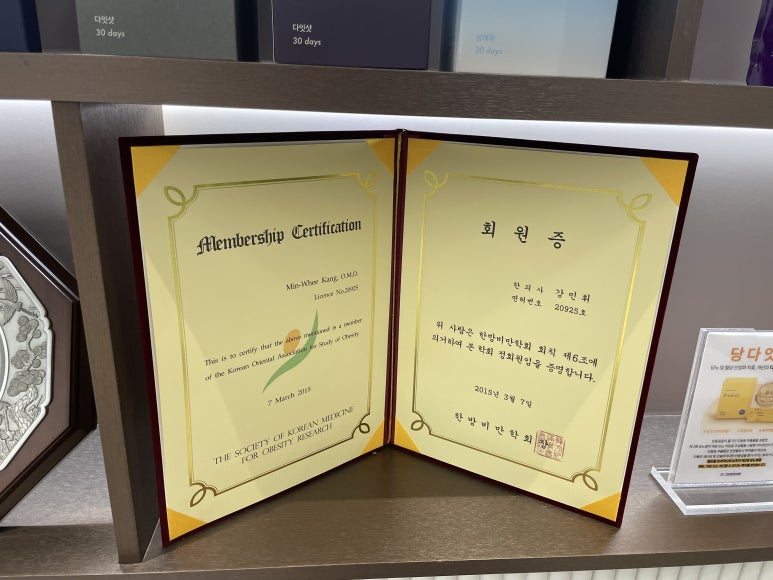 다잇샷
30 days
다잇샷
30 days
30 days
Membership Certification
Min-Whee Kang, O.M.D.
Licence No.20925
This is to certify that the above mentioned is a member
of the Korean Oriental Association for Study of Obesity.
7 March 2015
THE SOCIETY OF KOREAN MEDICINE
FOR OBESITY RESEARCH
회 원 증
한의사 강민휘
면허번호 20925호
위 사람은 한방비만학회 회칙 제6조에
의거하여 본 학회 정회원임을 증명합니다.
2015년 3월 7일
한방비만학회장
당다잇